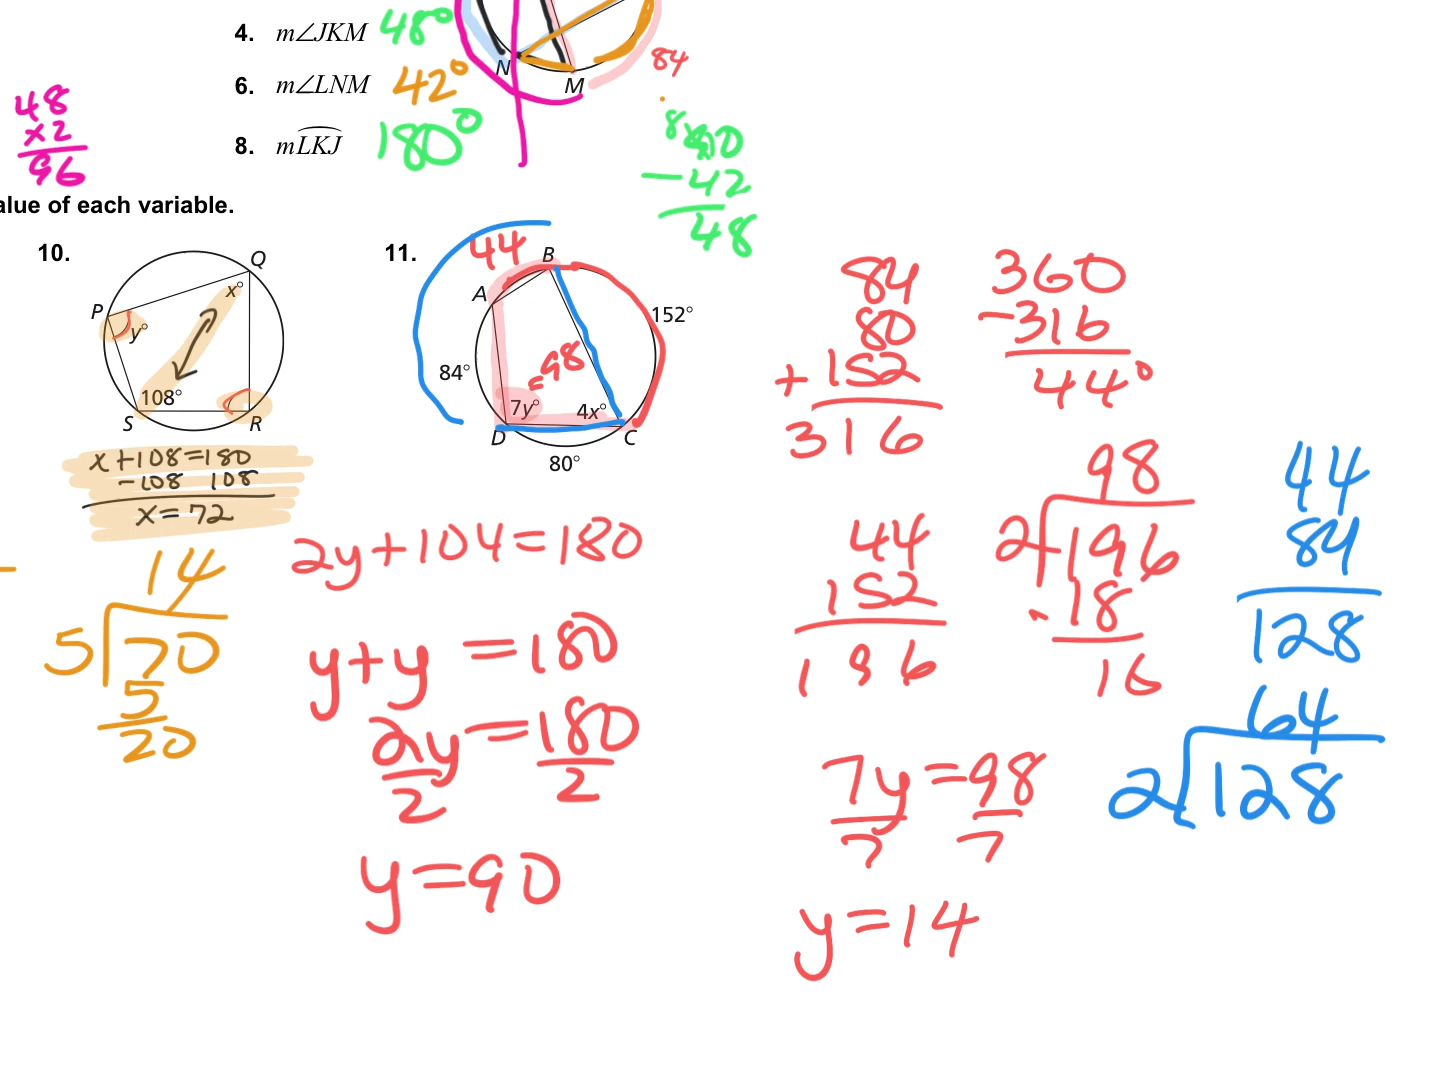 4. m∠JKM 48°
6. m∠LNM 42°
8. mLKJ 180°
N
M
84
48
x2
96
90
-42
48
alue of each variable.
10.
Q
P
x°
y°
108°
S
R
x+108=180
-108 108
x=72
14
5)70
5
20
11.
44
B
A
152°
84°
=98
7y°
4x°
D
C
80°
2y+104=180
y+y=180
2y=180
2 2
y=90
84
80
+152
316
360
-316
44°
44
152
196
98
2)196
-18
16
7y=98
7 7
y=14
44
84
128
64
2)128